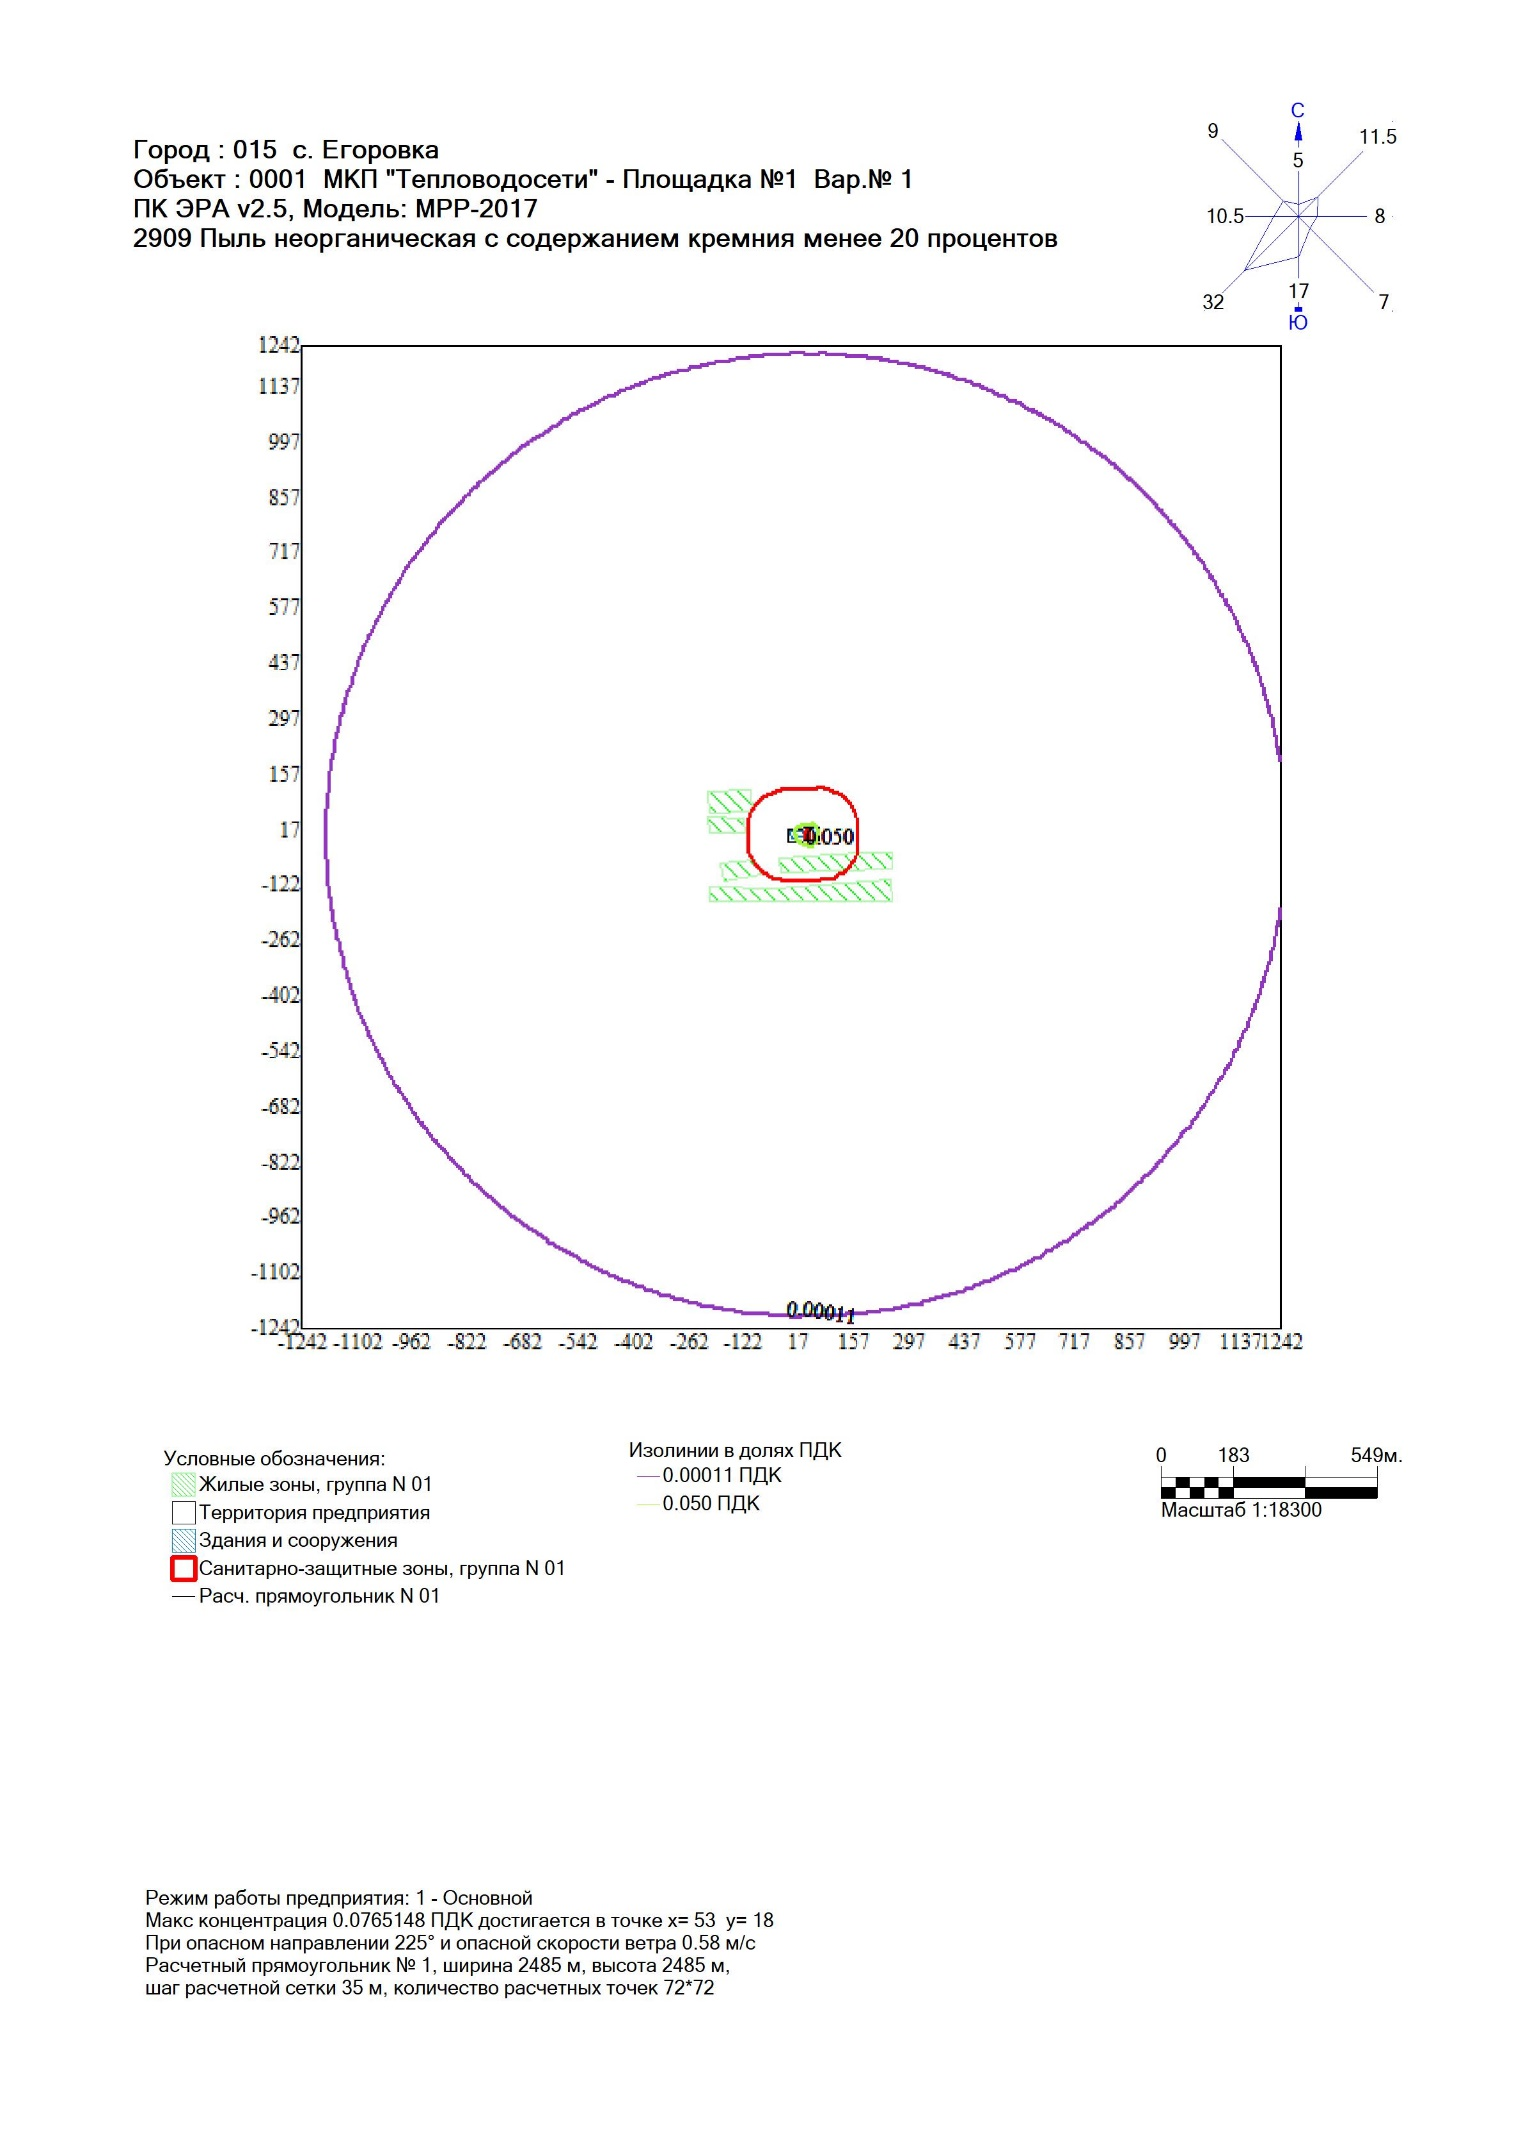 Город : 015 с. Егоровка
Объект : 0001 МКП "Тепловодосети" - Площадка №1 Вар.№ 1
ПК ЭРА v2.5, Модель: МРР-2017
2909 Пыль неорганическая с содержанием кремния менее 20 процентов
С
9
11.5
5
10.5
8
32
17
7
Ю
1242
1137
997
857
717
577
437
297
157
17
-122
-262
-402
-542
-682
-822
-962
-1102
-1242
0.050
0.00011
-1242 -1102 -962 -822 -682 -542 -402 -262 -122 17 157 297 437 577 717 857 997 1137 1242
Условные обозначения:
Жилые зоны, группа N 01
Территория предприятия
Здания и сооружения
Санитарно-защитные зоны, группа N 01
Расч. прямоугольник N 01
Изолинии в долях ПДК
0.00011 ПДК
0.050 ПДК
0 183 549м.
Масштаб 1:18300
Режим работы предприятия: 1 - Основной
Макс концентрация 0.0765148 ПДК достигается в точке x= 53 y= 18
При опасном направлении 225° и опасной скорости ветра 0.58 м/с
Расчетный прямоугольник № 1, ширина 2485 м, высота 2485 м,
шаг расчетной сетки 35 м, количество расчетных точек 72*72